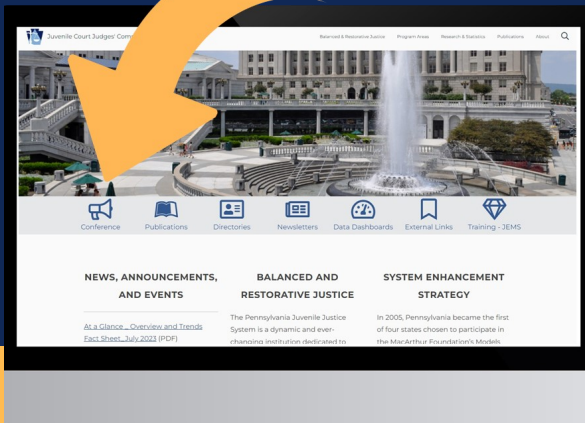 Juvenile Court Judges'
Balanced & Restorative Justice Program Areas Research & Statistics Publications About
Conference Publications Directories Newsletters Data Dashboards External Links Training - JEMS
NEWS, ANNOUNCEMENTS,
AND EVENTS
At a Glance _ Overview and Trends
Fact Sheet_July 2023 (PDF)
BALANCED AND
RESTORATIVE JUSTICE
The Pennsylvania Juvenile Justice
System is a dynamic and ever-
changing institution dedicated to
SYSTEM ENHANCEMENT
STRATEGY
In 2005, Pennsylvania became the first
of four states chosen to participate in
the MacArthur Foundation's Models